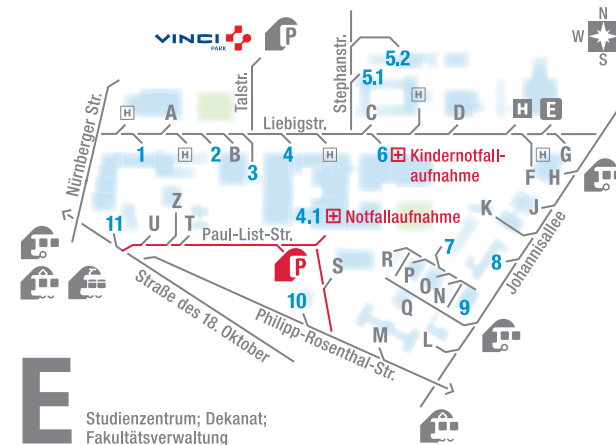 N
W
S
VINCI
PARK
P
5.2
5.1
Talstr.
Stephanstr.
Nürnberger Str.
H
A
C
H
D
H
E
Liebigstr.
1
H
2
B
3
4
H
6
Kindernotfall-
aufnahme
H
G
F
H
4.1
Notfallaufnahme
Z
11
U
T
Paul-List-Str.
P
S
K
J
Johannisallee
7
8
R
P
O
N
9
Q
10
Straße des 18. Oktober
Philipp-Rosenthal-Str.
M
L
E
Studienzentrum; Dekanat;
Fakultätsverwaltung